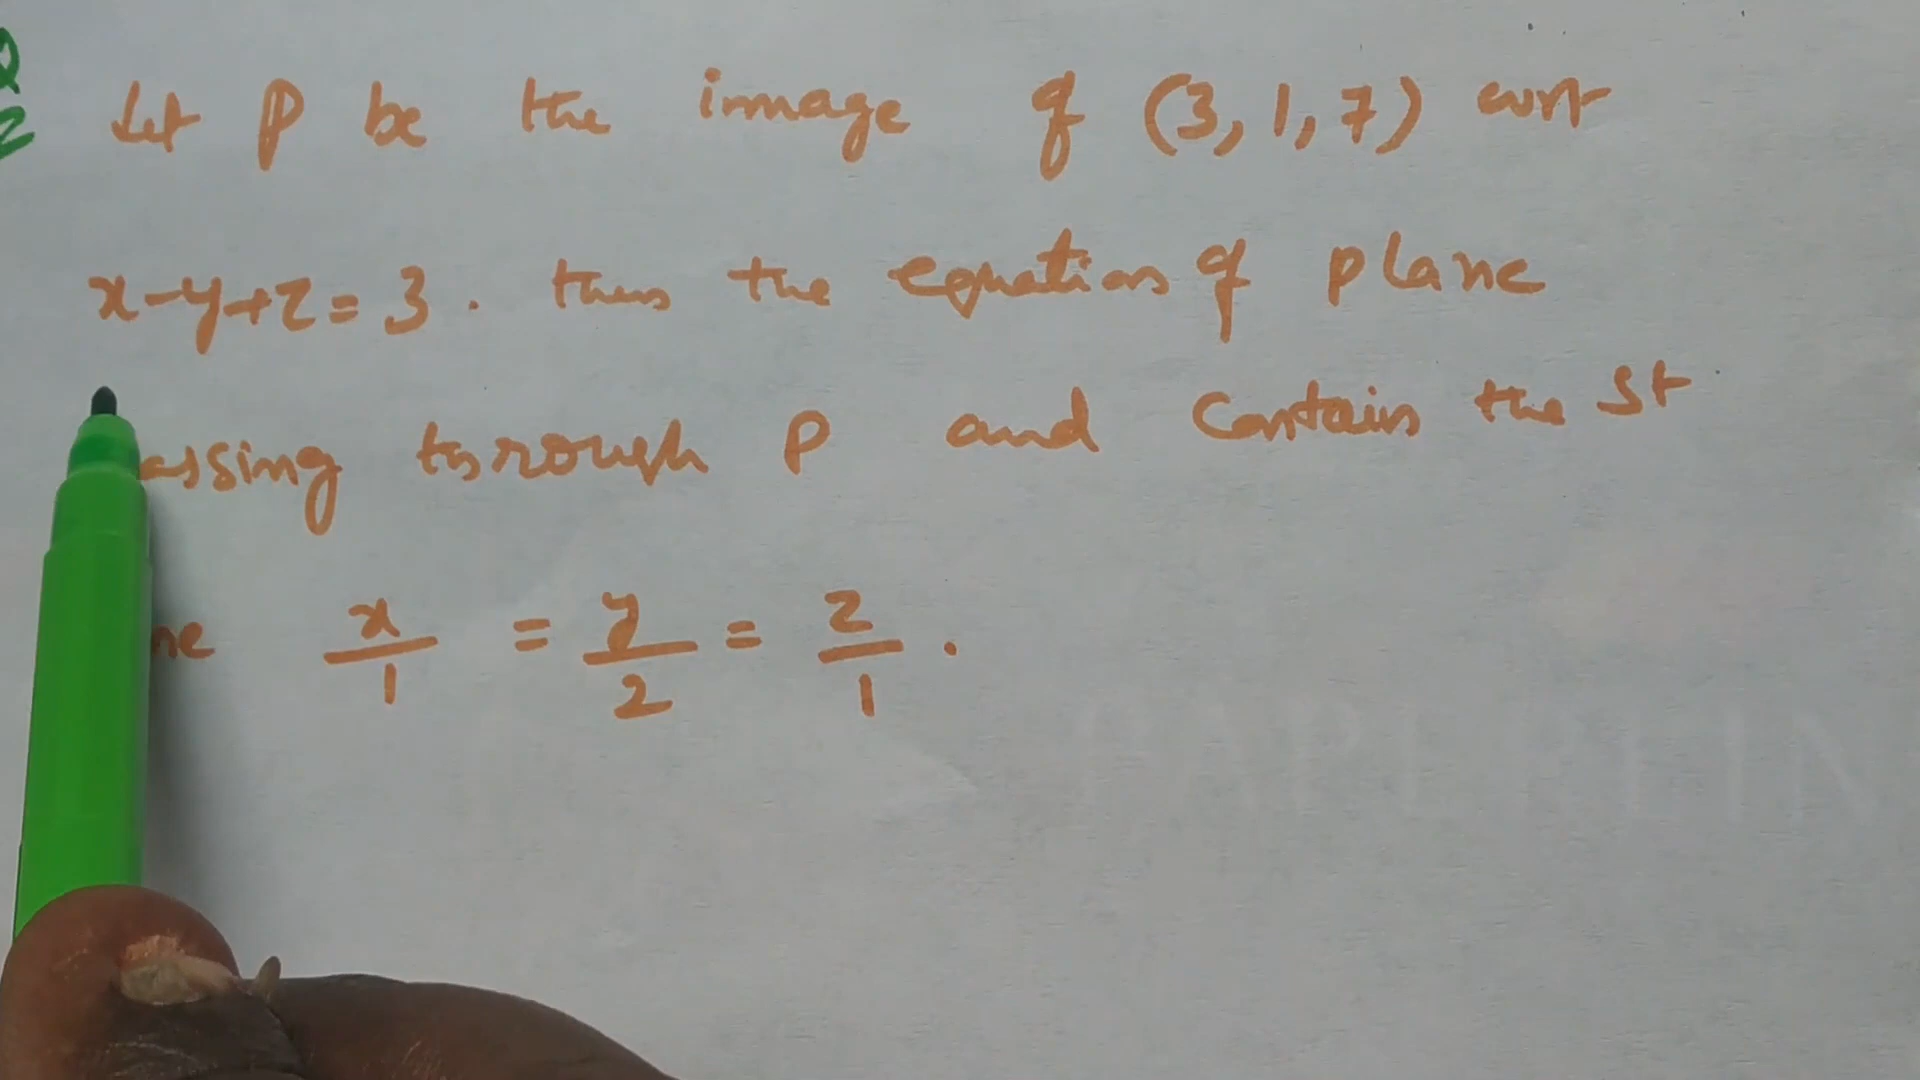 Let P be the image of (3, 1, 7) wrt
x-y+z=3. then the equation of plane
assing through P and contains the St
ne x/1 = y/2 = z/1.